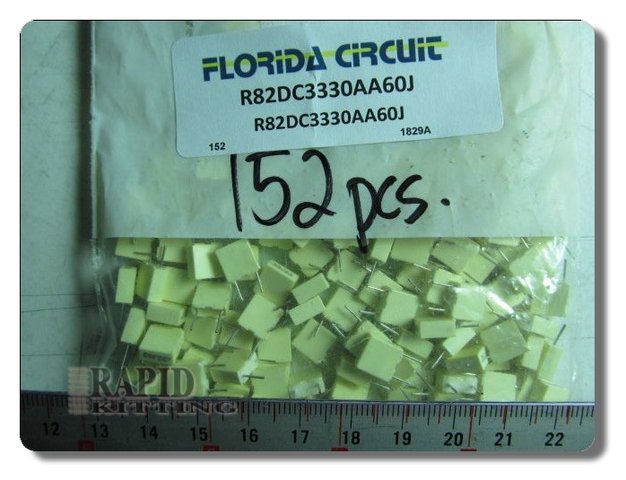 FLORIDA CIRCUIT
R82DC3330AA60J
R82DC3330AA60J
152 1829A
152 pcs.
RAPID
KITTING
12 13 14 15 16 17 18 19 20 21 22